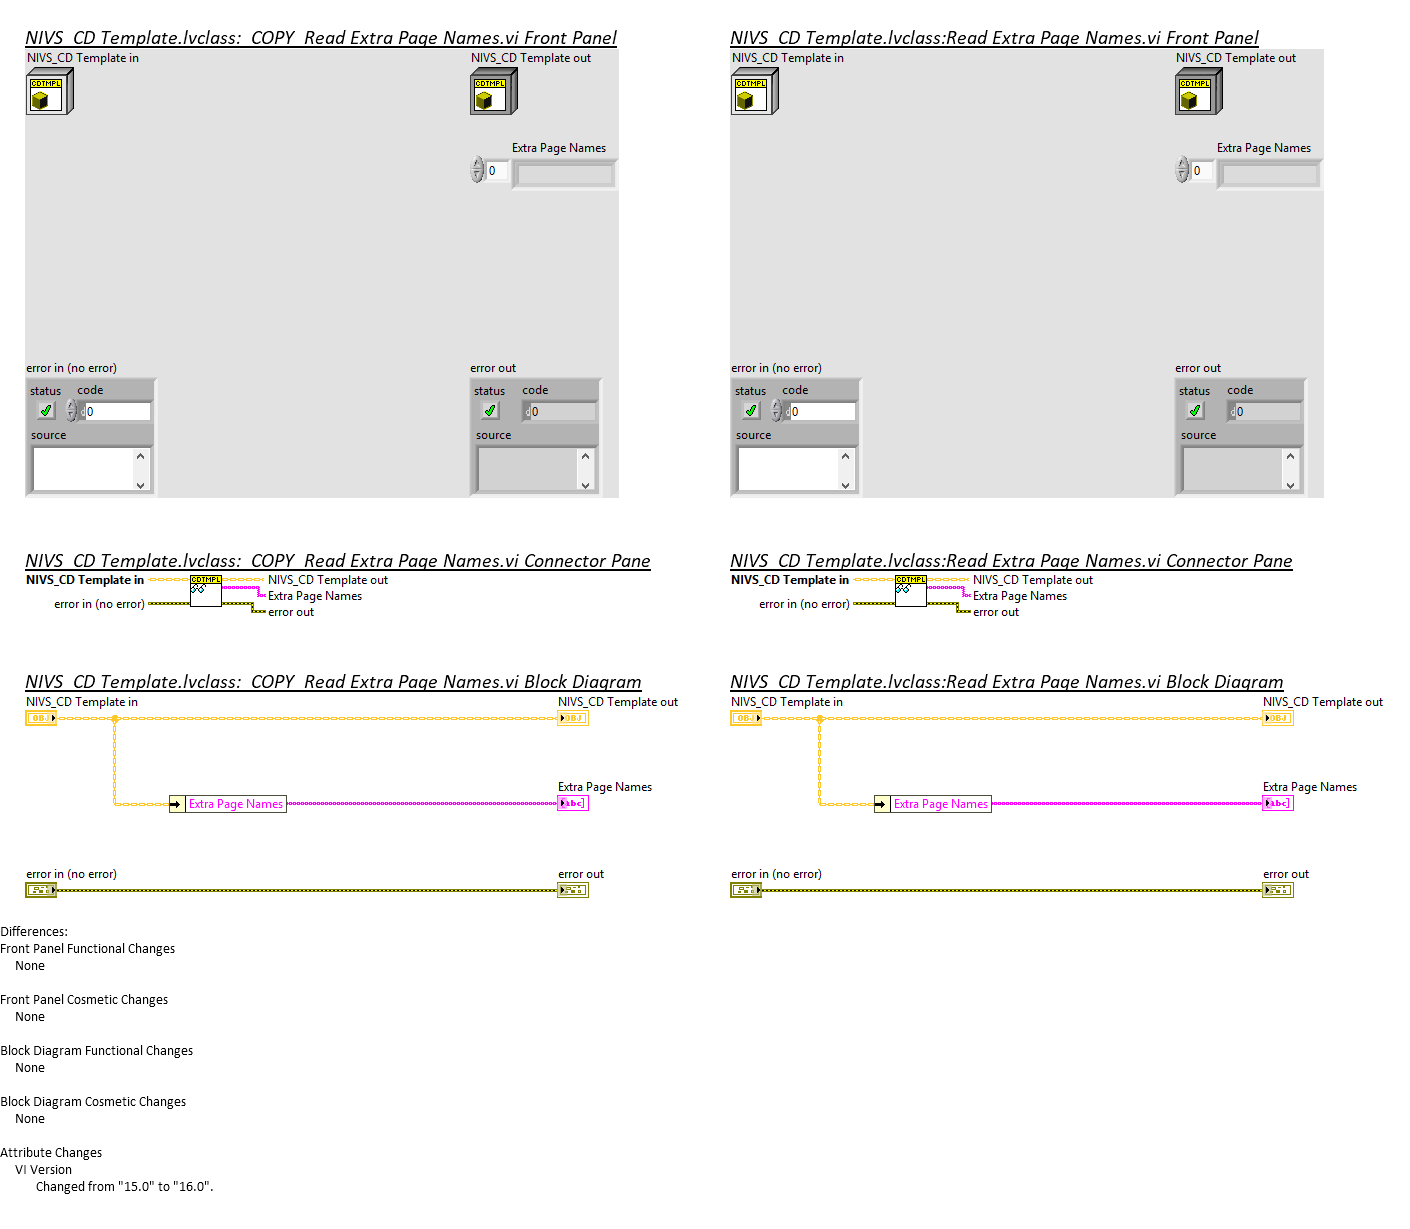 NIVS_CD Template.lvclass:_COPY_Read Extra Page Names.vi Front Panel
NIVS_CD Template in
NIVS_CD Template out
CDTMPL
CDTMPL
Extra Page Names
0
error in (no error)
error out
status code
d 0
source
status code
d 0
source
NIVS_CD Template.lvclass:Read Extra Page Names.vi Front Panel
NIVS_CD Template in
NIVS_CD Template out
CDTMPL
CDTMPL
Extra Page Names
0
error in (no error)
error out
status code
d 0
source
status code
d 0
source
NIVS_CD Template.lvclass:_COPY_Read Extra Page Names.vi Connector Pane
NIVS_CD Template in
error in (no error)
CDTMPL
NIVS_CD Template out
Extra Page Names
error out
NIVS_CD Template.lvclass:Read Extra Page Names.vi Connector Pane
NIVS_CD Template in
error in (no error)
CDTMPL
NIVS_CD Template out
Extra Page Names
error out
NIVS_CD Template.lvclass:_COPY_Read Extra Page Names.vi Block Diagram
NIVS_CD Template in
NIVS_CD Template out
OBJ
OBJ
Extra Page Names
Extra Page Names
abc
error in (no error)
error out
NIVS_CD Template.lvclass:Read Extra Page Names.vi Block Diagram
NIVS_CD Template in
NIVS_CD Template out
OBJ
OBJ
Extra Page Names
Extra Page Names
abc
error in (no error)
error out
Differences:
Front Panel Functional Changes
None
Front Panel Cosmetic Changes
None
Block Diagram Functional Changes
None
Block Diagram Cosmetic Changes
None
Attribute Changes
VI Version
Changed from "15.0" to "16.0".